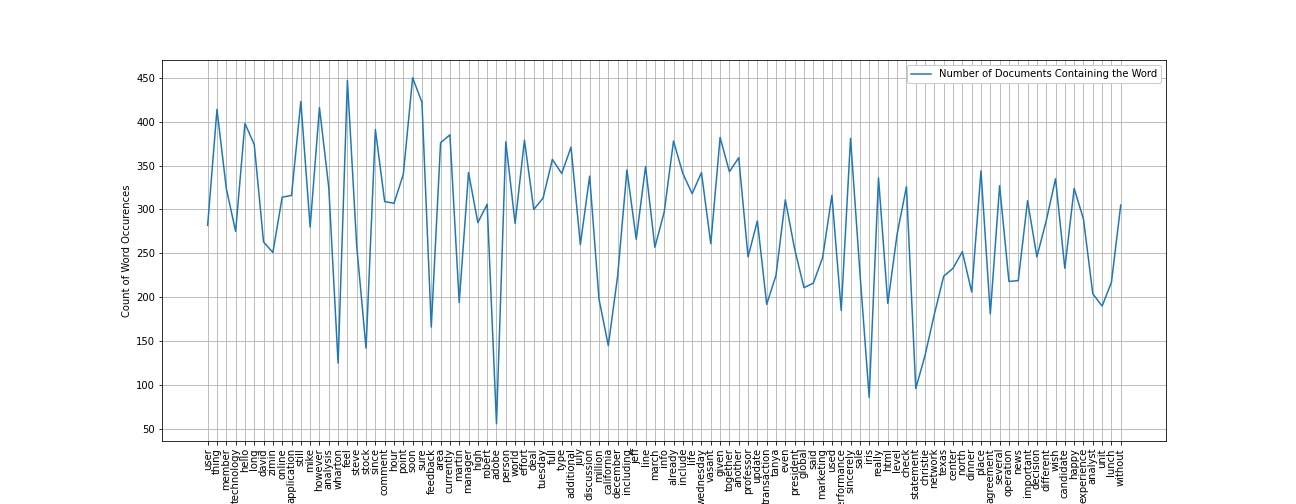 Number of Documents Containing the Word
450
400
350
300
250
200
150
100
50
Count of Word Occurences
user
thing
member
technology
hello
long
david
zimin
online
application
still
mike
however
analysis
wharton
feel
steve
stock
since
comment
hour
point
soon
sure
feedback
area
currently
martin
manager
high
robert
adobe
person
world
effort
deal
tuesday
full
type
additional
july
discussion
million
california
december
including
jeff
line
march
info
already
include
life
wednesday
vasant
given
together
another
professor
update
transaction
tanya
even
president
global
said
marketing
used
erformance
sincerely
sale
iris
really
html
level
check
statement
christie
network
texas
center
north
dinner
place
agreement
several
operation
news
important
decision
different
wish
candidate
happy
experience
analyst
unit
lunch
without